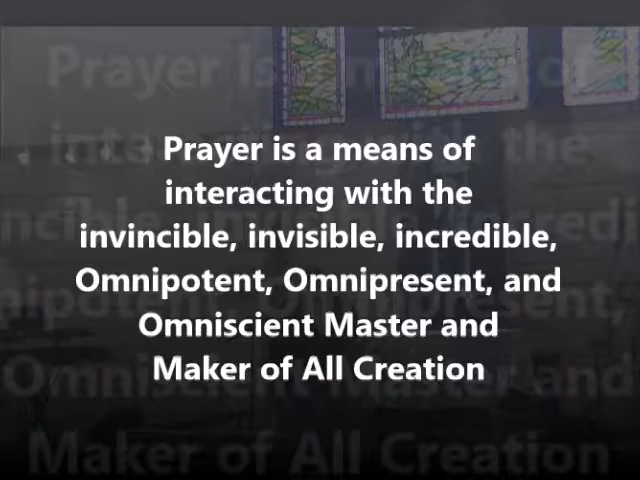 Prayer is a means of
interacting with the
invincible, invisible, incredible,
Omnipotent, Omnipresent, and
Omniscient Master and
Maker of All Creation